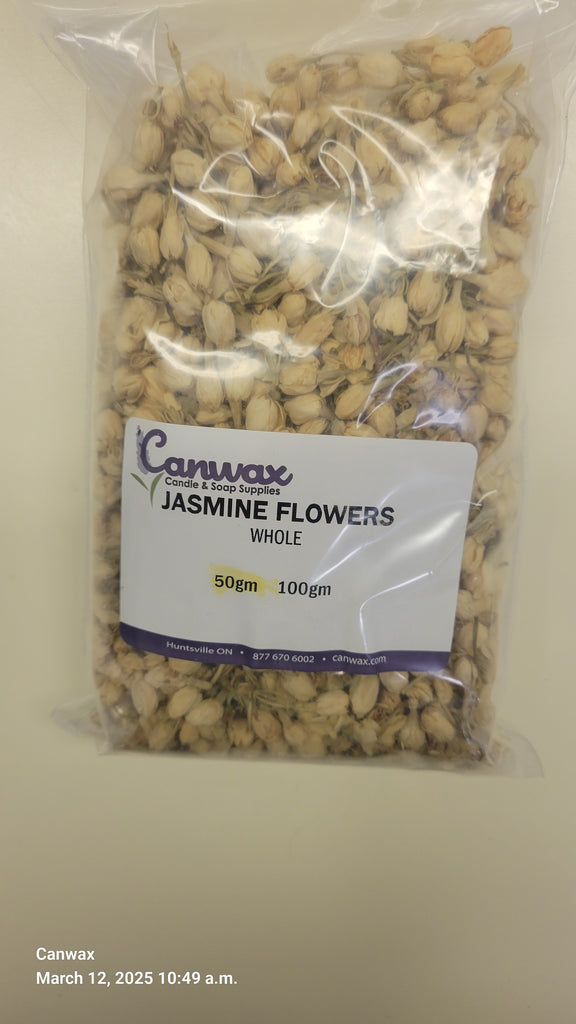 Canwax
Candle & Soap Supplies
JASMINE FLOWERS
WHOLE
50gm 100gm
Huntsville ON • 877 670 6002 • canwax.com
Canwax
March 12, 2025 10:49 a.m.